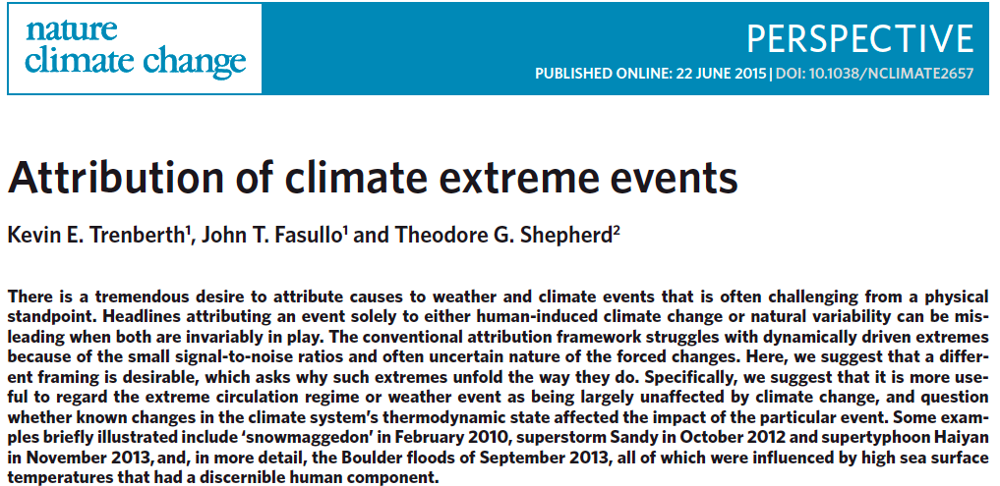 nature
climate change
PERSPECTIVE
PUBLISHED ONLINE: 22 JUNE 2015 | DOI: 10.1038/NCLIMATE2657
Attribution of climate extreme events
Kevin E. Trenberth¹, John T. Fasullo¹ and Theodore G. Shepherd²
There is a tremendous desire to attribute causes to weather and climate events that is often challenging from a physical
standpoint. Headlines attributing an event solely to either human-induced climate change or natural variability can be mis-
leading when both are invariably in play. The conventional attribution framework struggles with dynamically driven extremes
because of the small signal-to-noise ratios and often uncertain nature of the forced changes. Here, we suggest that a differ-
ent framing is desirable, which asks why such extremes unfold the way they do. Specifically, we suggest that it is more use-
ful to regard the extreme circulation regime or weather event as being largely unaffected by climate change, and question
whether known changes in the climate system's thermodynamic state affected the impact of the particular event. Some exam-
ples briefly illustrated include 'snowmaggedon' in February 2010, superstorm Sandy in October 2012 and supertyphoon Haiyan
in November 2013, and, in more detail, the Boulder floods of September 2013, all of which were influenced by high sea surface
temperatures that had a discernible human component.